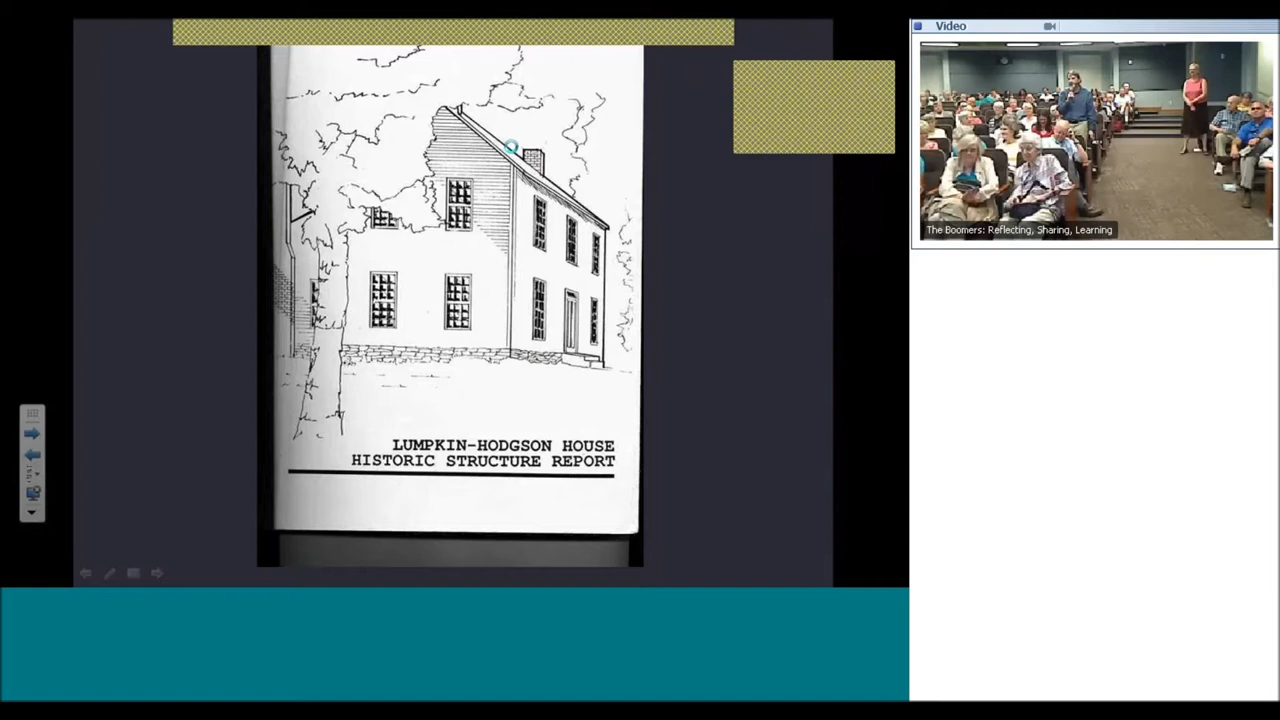 Video
The Boomers: Reflecting, Sharing, Learning
LUMPKIN-HODGSON HOUSE
HISTORIC STRUCTURE REPORT